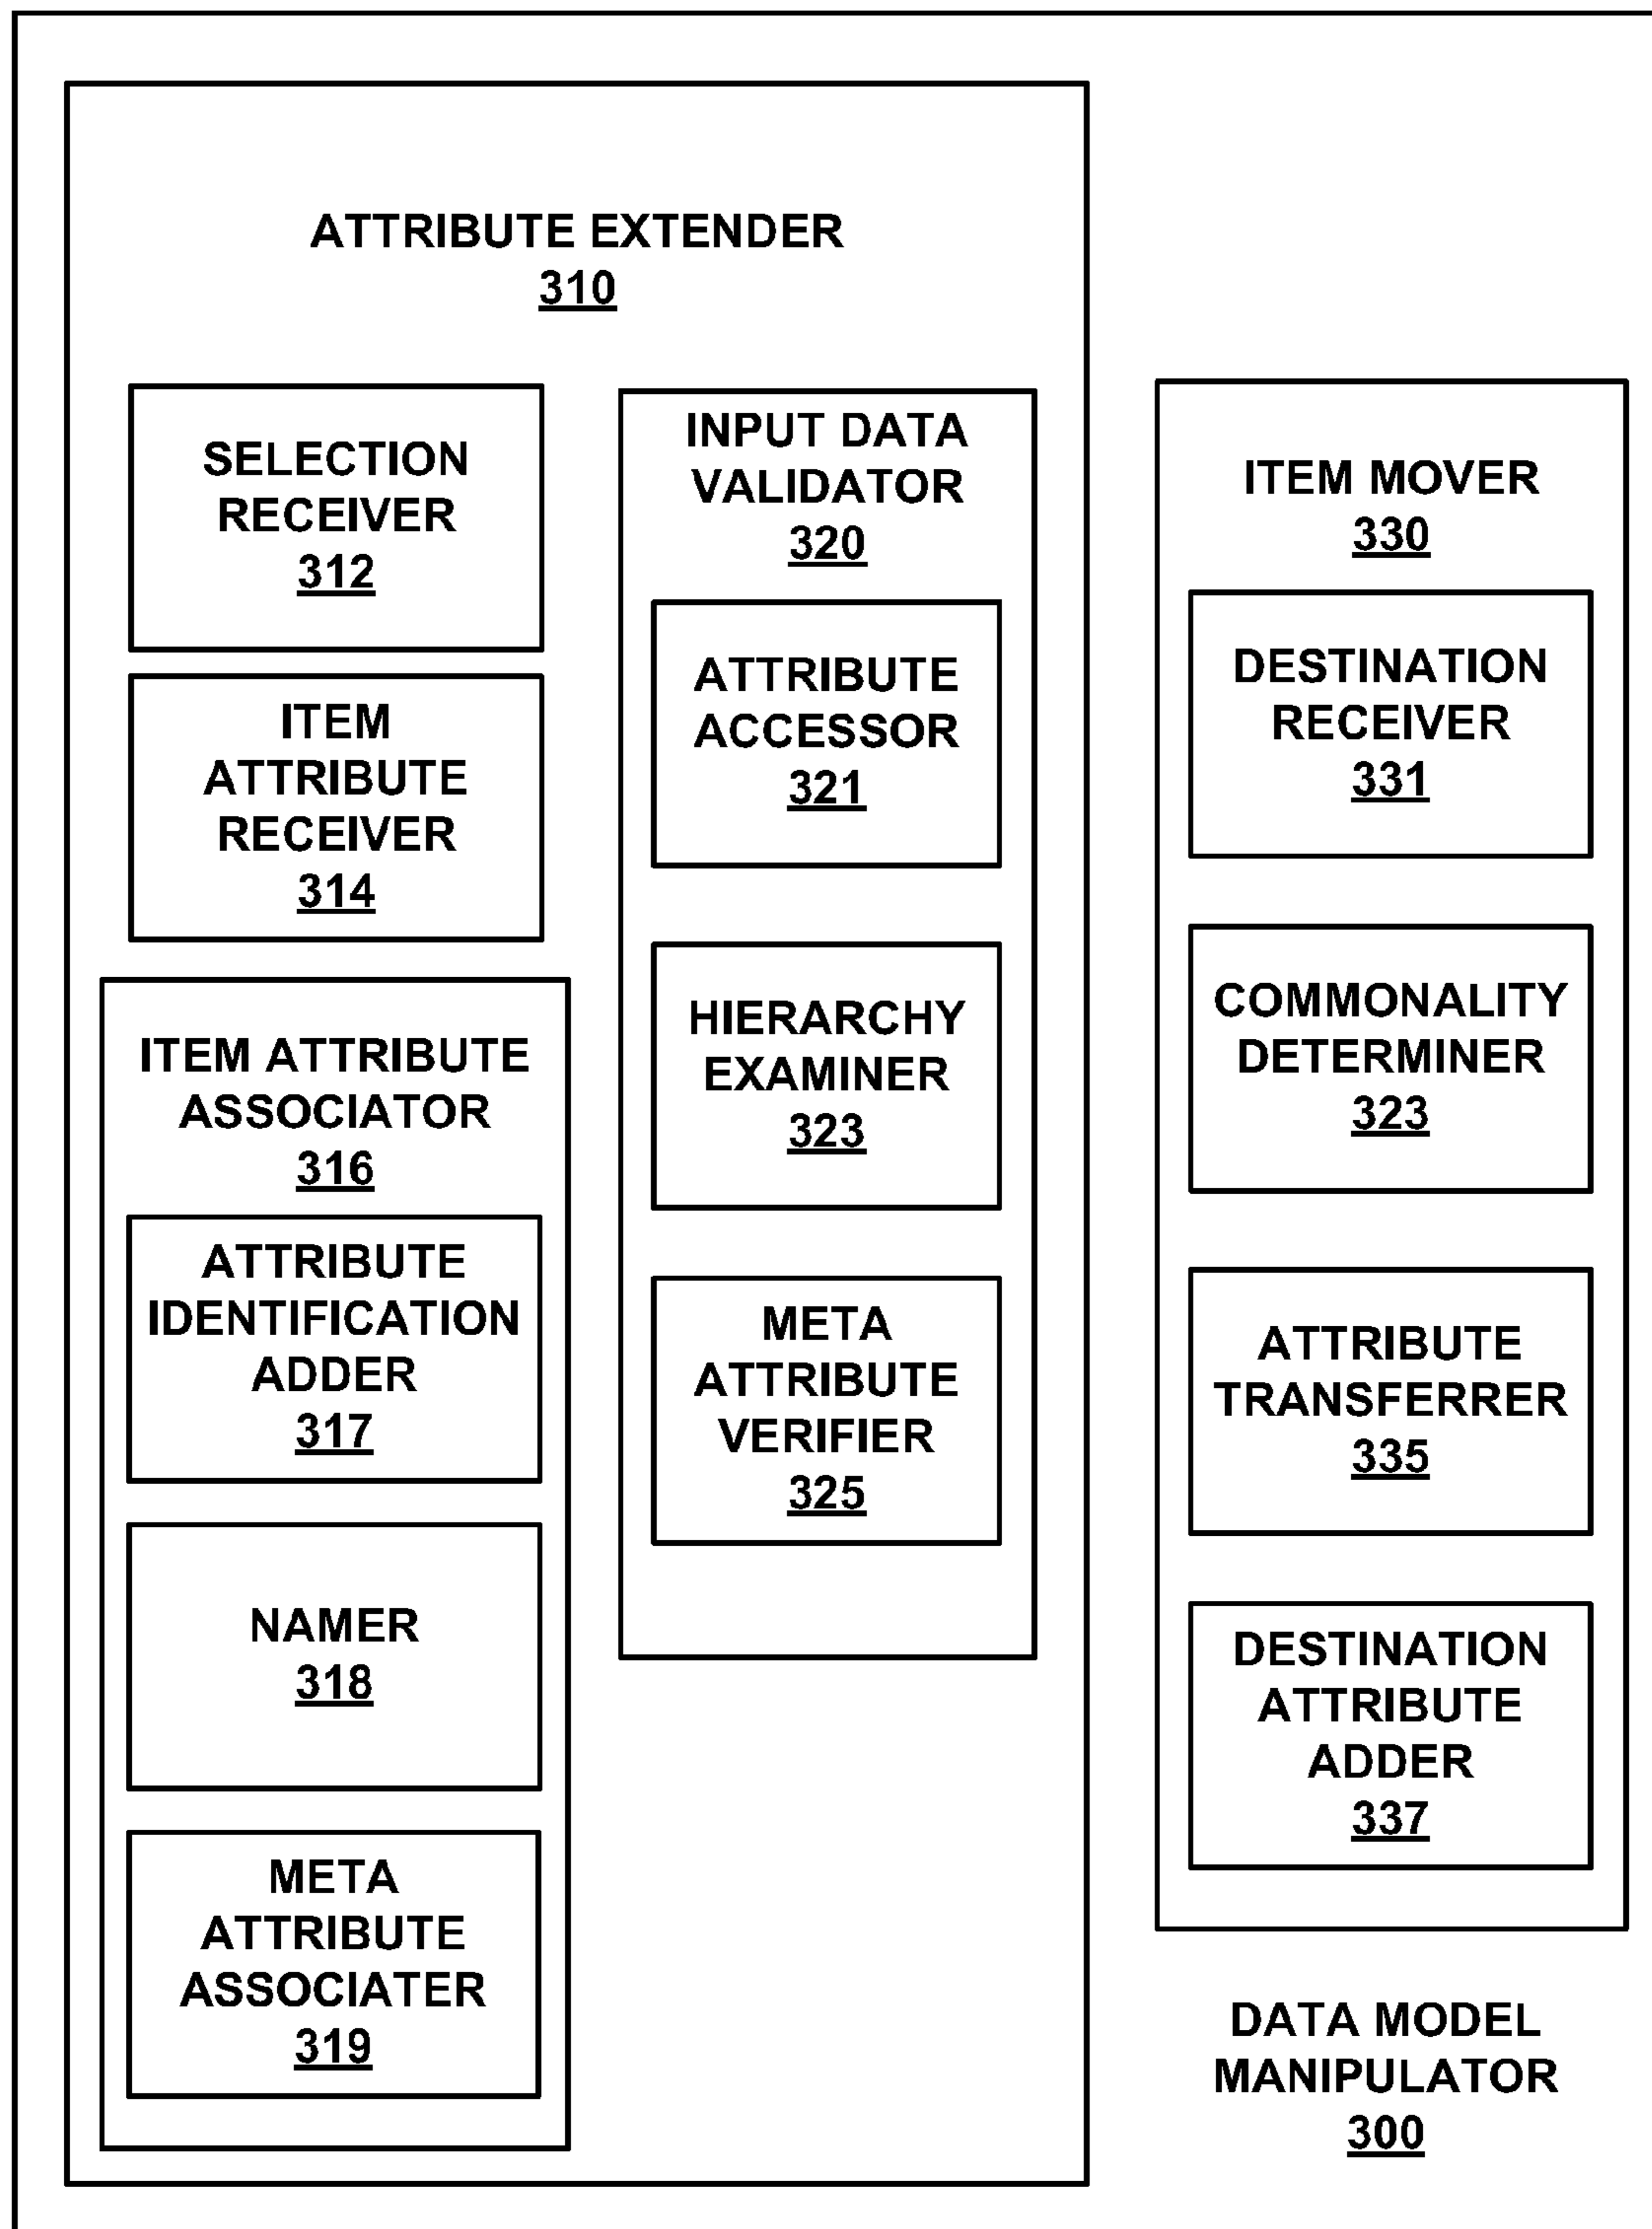 ATTRIBUTE EXTENDER
310
SELECTION
RECEIVER
312
ITEM
ATTRIBUTE
RECEIVER
314
ITEM ATTRIBUTE
ASSOCIATOR
316
ATTRIBUTE
IDENTIFICATION
ADDER
317
NAMER
318
META
ATTRIBUTE
ASSOCIATER
319
INPUT DATA
VALIDATOR
320
ATTRIBUTE
ACCESSOR
321
HIERARCHY
EXAMINER
323
META
ATTRIBUTE
VERIFIER
325
ITEM MOVER
330
DESTINATION
RECEIVER
331
COMMONALITY
DETERMINER
323
ATTRIBUTE
TRANSFERRER
335
DESTINATION
ATTRIBUTE
ADDER
337
DATA MODEL
MANIPULATOR
300